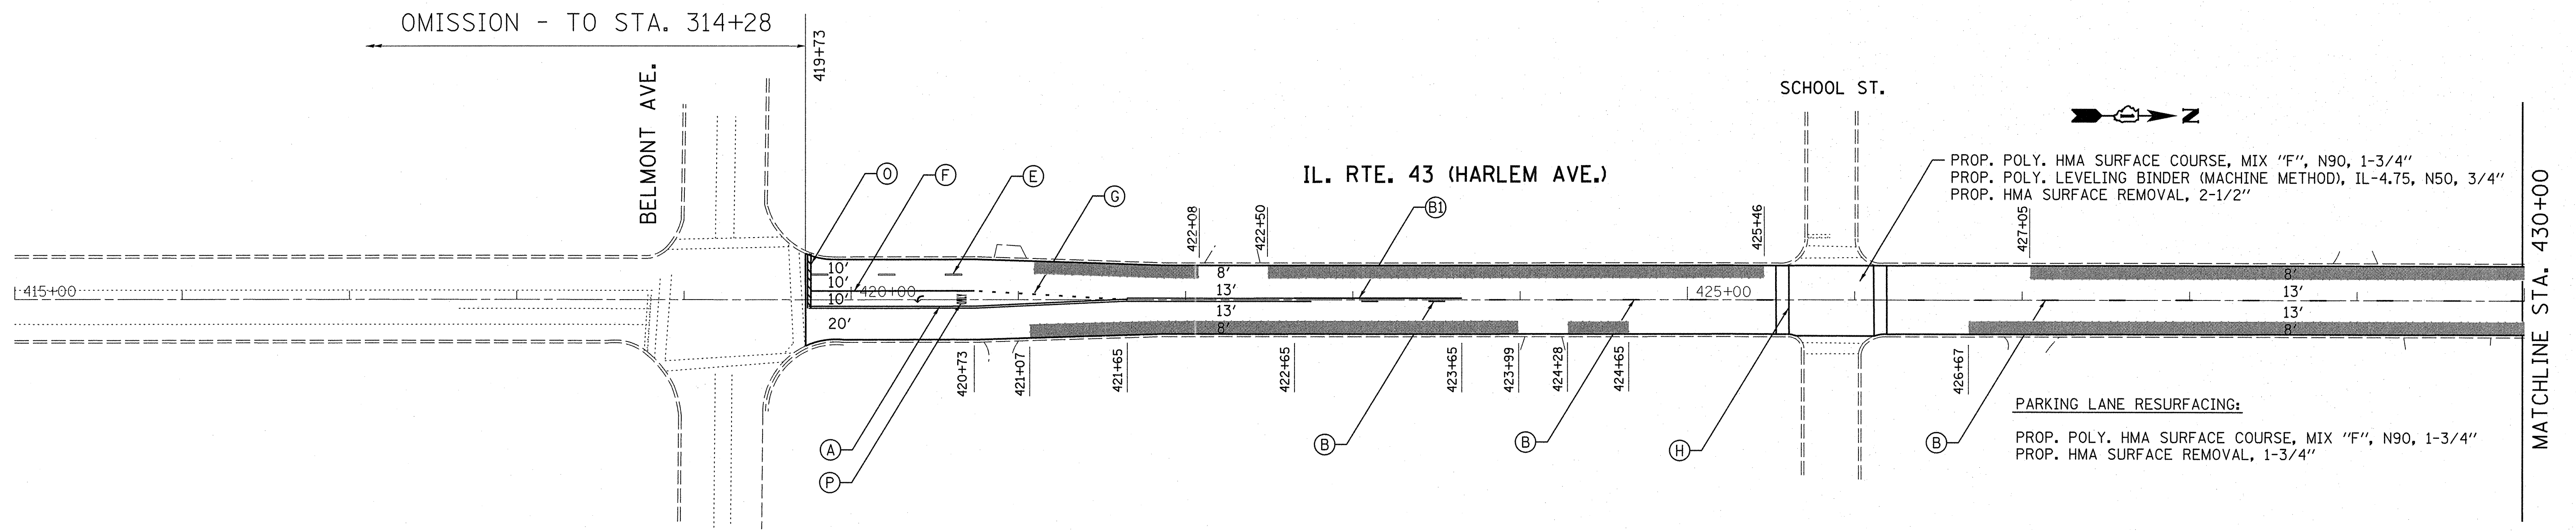 OMISSION - TO STA. 314+28
419+73
BELMONT AVE.
SCHOOL ST.
N
IL. RTE. 43 (HARLEM AVE.)
PROP. POLY. HMA SURFACE COURSE, MIX "F", N90, 1-3/4"
PROP. POLY. LEVELING BINDER (MACHINE METHOD), IL-4.75, N50, 3/4"
PROP. HMA SURFACE REMOVAL, 2-1/2"
MATCHLINE STA. 430+00
O
F
E
G
B1
422+08
422+50
425+46
427+05
10'
10'
10'
20'
8'
13'
13'
8'
8'
13'
13'
8'
415+00
420+00
425+00
420+73
421+07
421+65
422+65
423+65
423+99
424+28
424+65
426+67
A
P
B
B
H
B
PARKING LANE RESURFACING:
PROP. POLY. HMA SURFACE COURSE, MIX "F", N90, 1-3/4"
PROP. HMA SURFACE REMOVAL, 1-3/4"